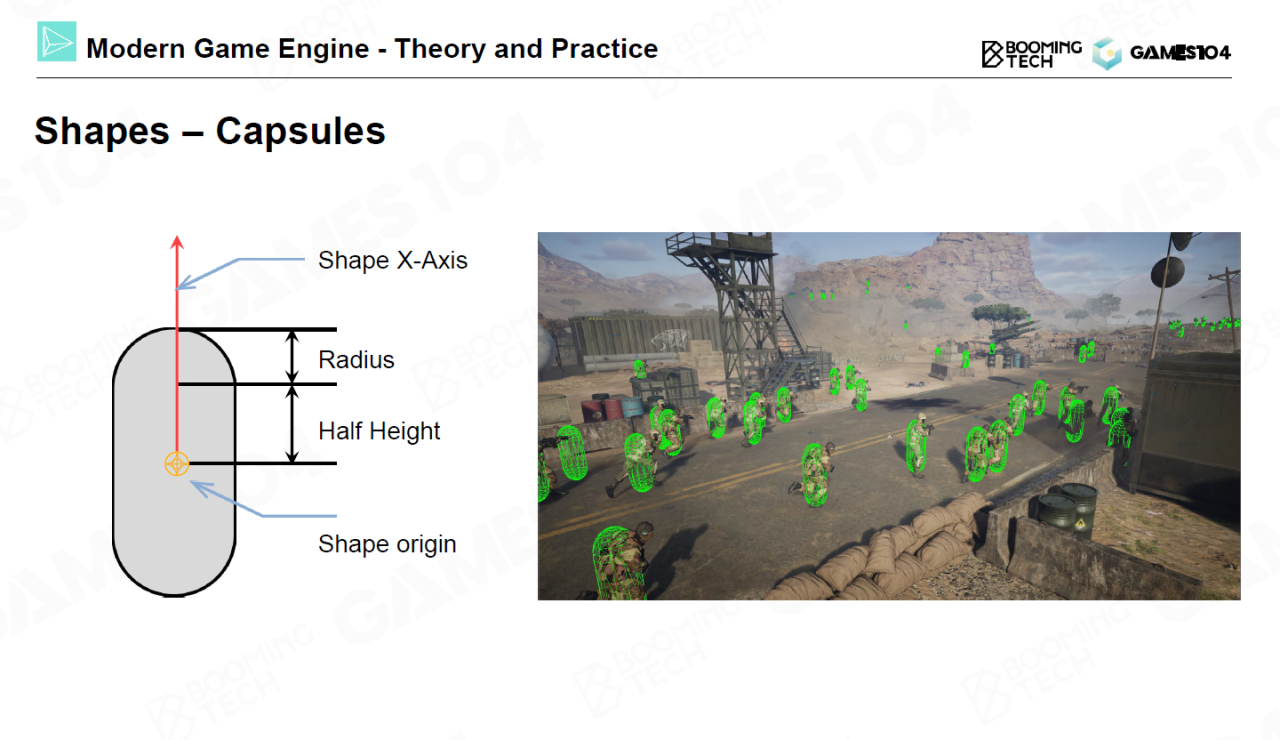 Modern Game Engine - Theory and Practice
BOOMING
TECH
GAMES104
Shapes – Capsules
Shape X-Axis
Radius
Half Height
Shape origin